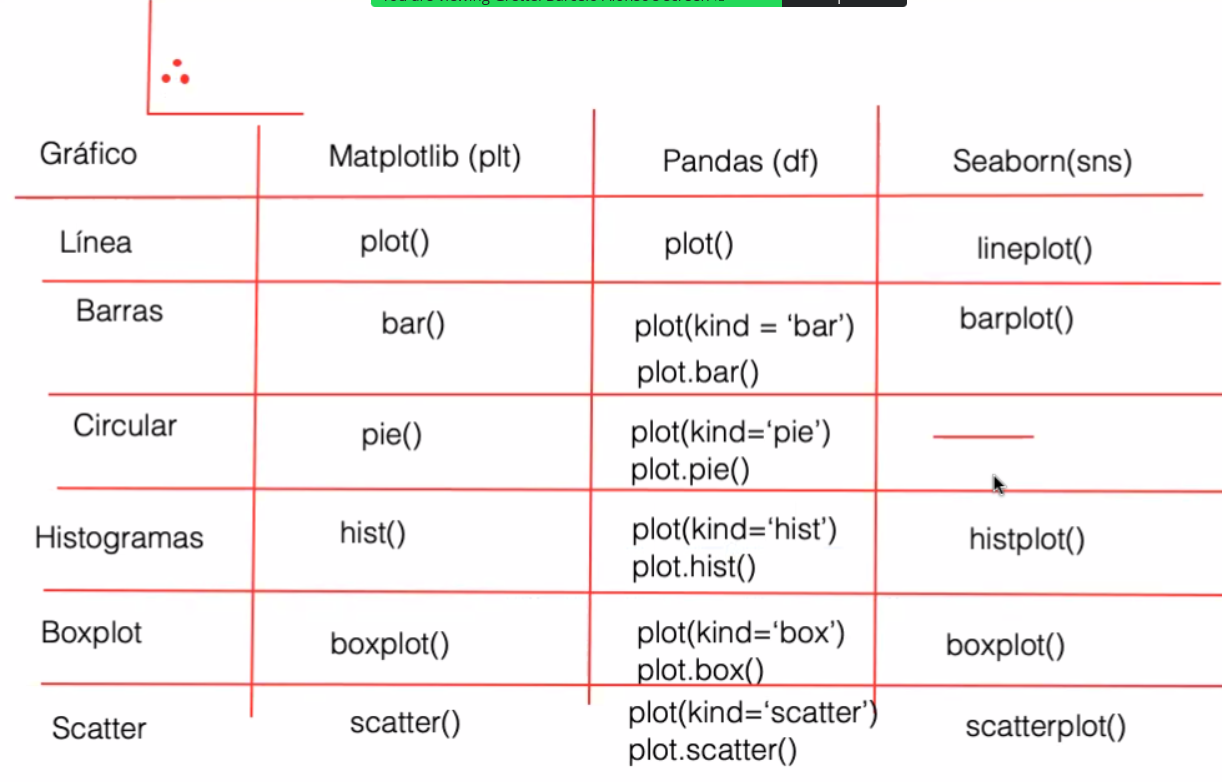 Gráfico Matplotlib (plt) Pandas (df) Seaborn(sns)
Línea plot() plot() lineplot()
Barras bar() plot(kind = ‘bar’) barplot()
plot.bar()
Circular pie() plot(kind=‘pie’)
plot.pie()
Histogramas hist() plot(kind=‘hist’) histplot()
plot.hist()
Boxplot boxplot() plot(kind=‘box’) boxplot()
plot.box()
Scatter scatter() plot(kind=‘scatter’) scatterplot()
plot.scatter()